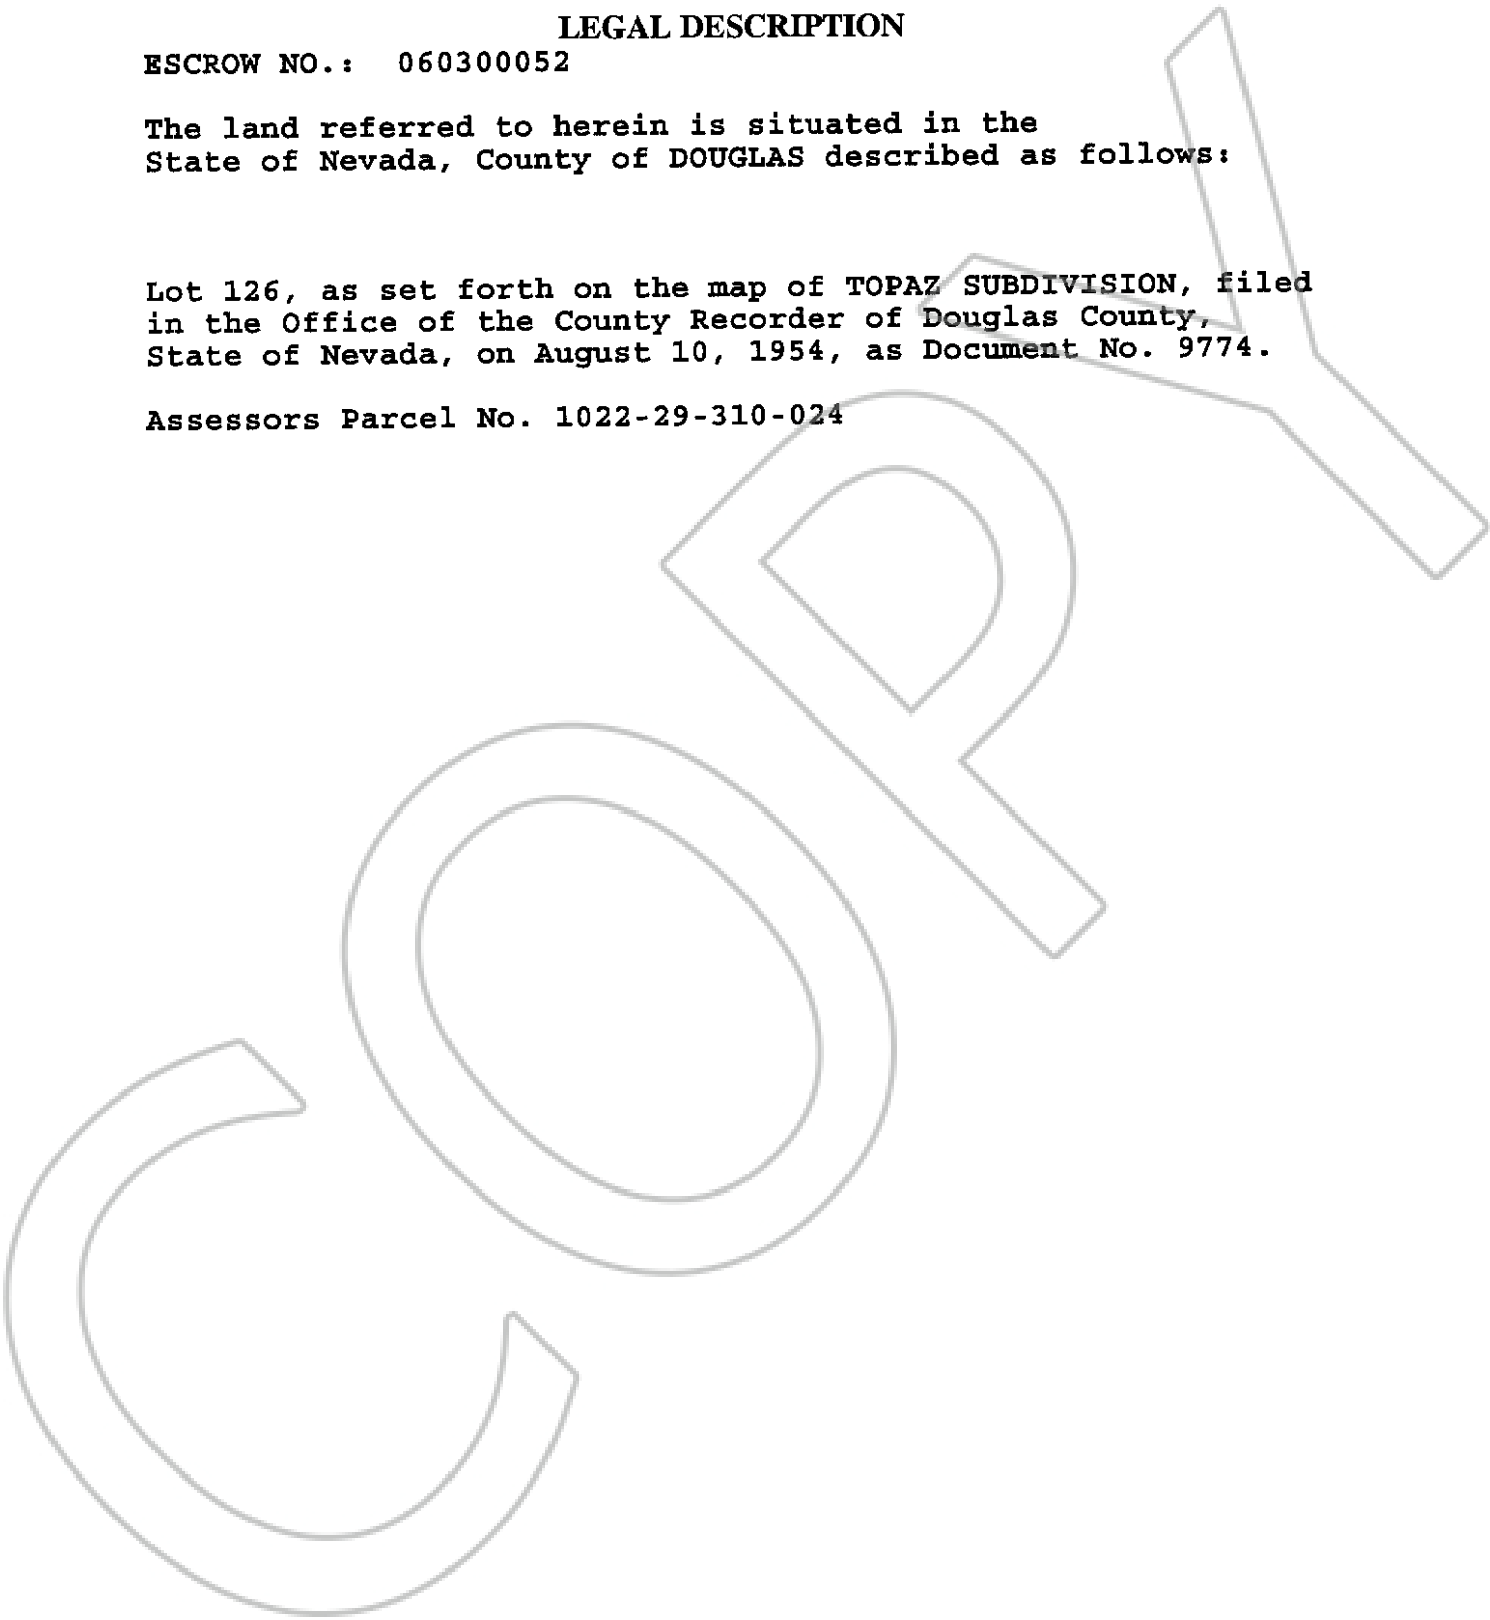 LEGAL DESCRIPTION
ESCROW NO.: 060300052
The land referred to herein is situated in the
State of Nevada, County of DOUGLAS described as follows:
Lot 126, as set forth on the map of TOPAZ SUBDIVISION, filed
in the Office of the County Recorder of Douglas County,
State of Nevada, on August 10, 1954, as Document No. 9774.
Assessors Parcel No. 1022-29-310-024
COPY